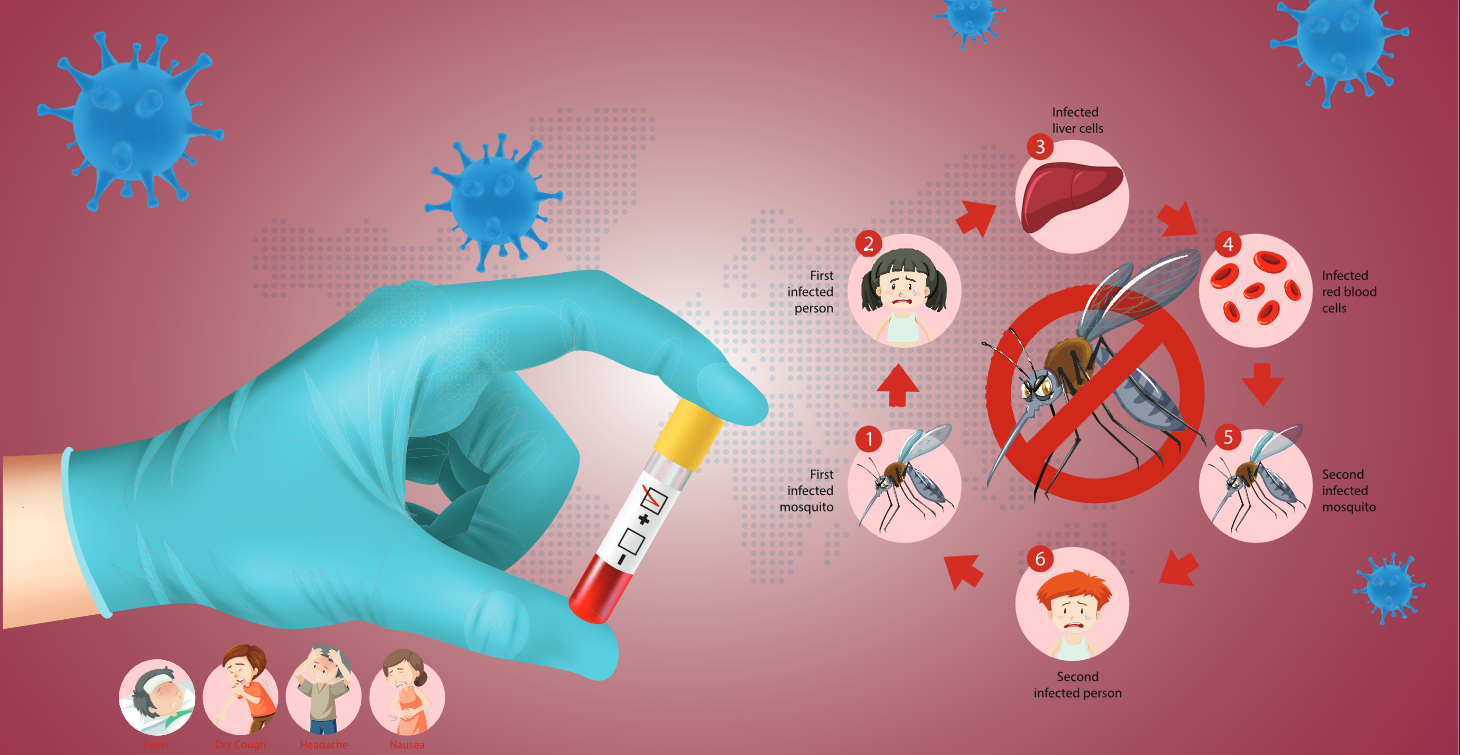 3
Infected
liver cells
2
First
infected
person
4
Infected
red blood
cells
1
First
infected
mosquito
5
Second
infected
mosquito
6
Second
infected person
+
-
Fever
Dry Cough
Headache
Nausea